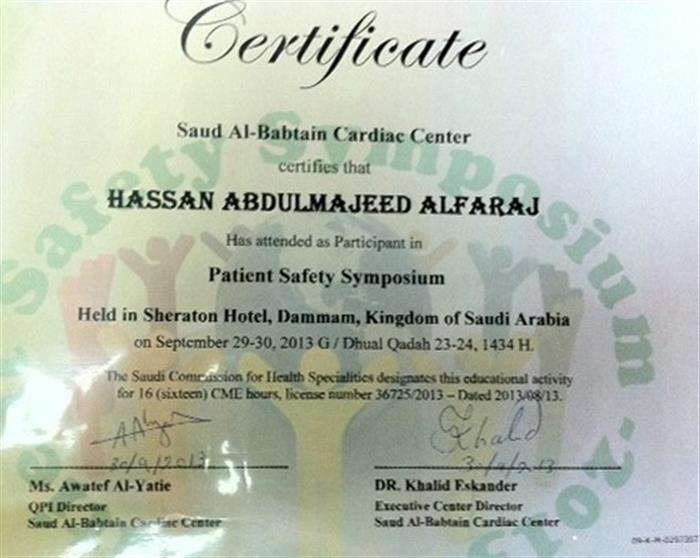 Certificate
Saud Al-Babtain Cardiac Center
certifies that
HASSAN ABDULMAJEED ALFARAJ
Has attended as Participant in
Patient Safety Symposium
Held in Sheraton Hotel, Dammam, Kingdom of Saudi Arabia
on September 29-30, 2013 G / Dhual Qadah 23-24, 1434 H.
The Saudi Commission for Health Specialities designates this educational activity
for 16 (sixteen) CME hours, license number 36725/2013 – Dated 2013/08/13.
Khalid
30/9/2013
Ms. Awatef Al-Yatie
DR. Khalid Eskander
QPI Director
Executive Center Director
Saud Al-Babtain Cardiac Center
Saud Al-Babtain Cardiac Center
Safety Symposium